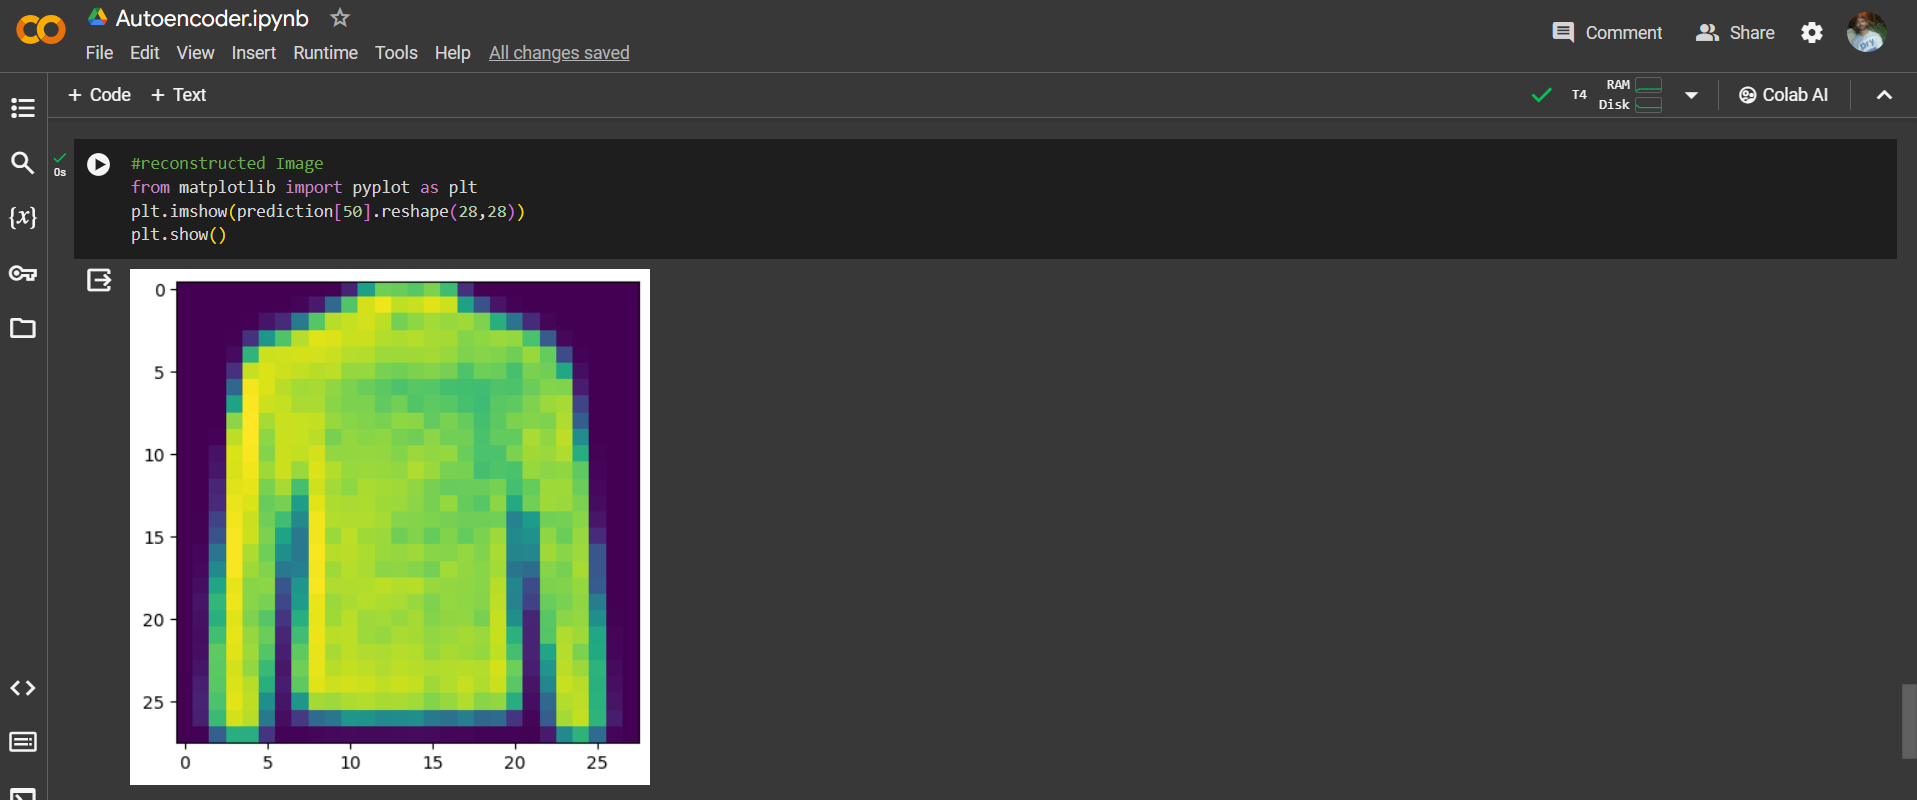 Autoencoder.ipynb
File Edit View Insert Runtime Tools Help All changes saved
Comment Share
+ Code + Text
T4 RAM Disk Colab AI
{x}
0s
#reconstructed Image
from matplotlib import pyplot as plt
plt.imshow(prediction[50].reshape(28,28))
plt.show()
0
5
10
15
20
25
0 5 10 15 20 25